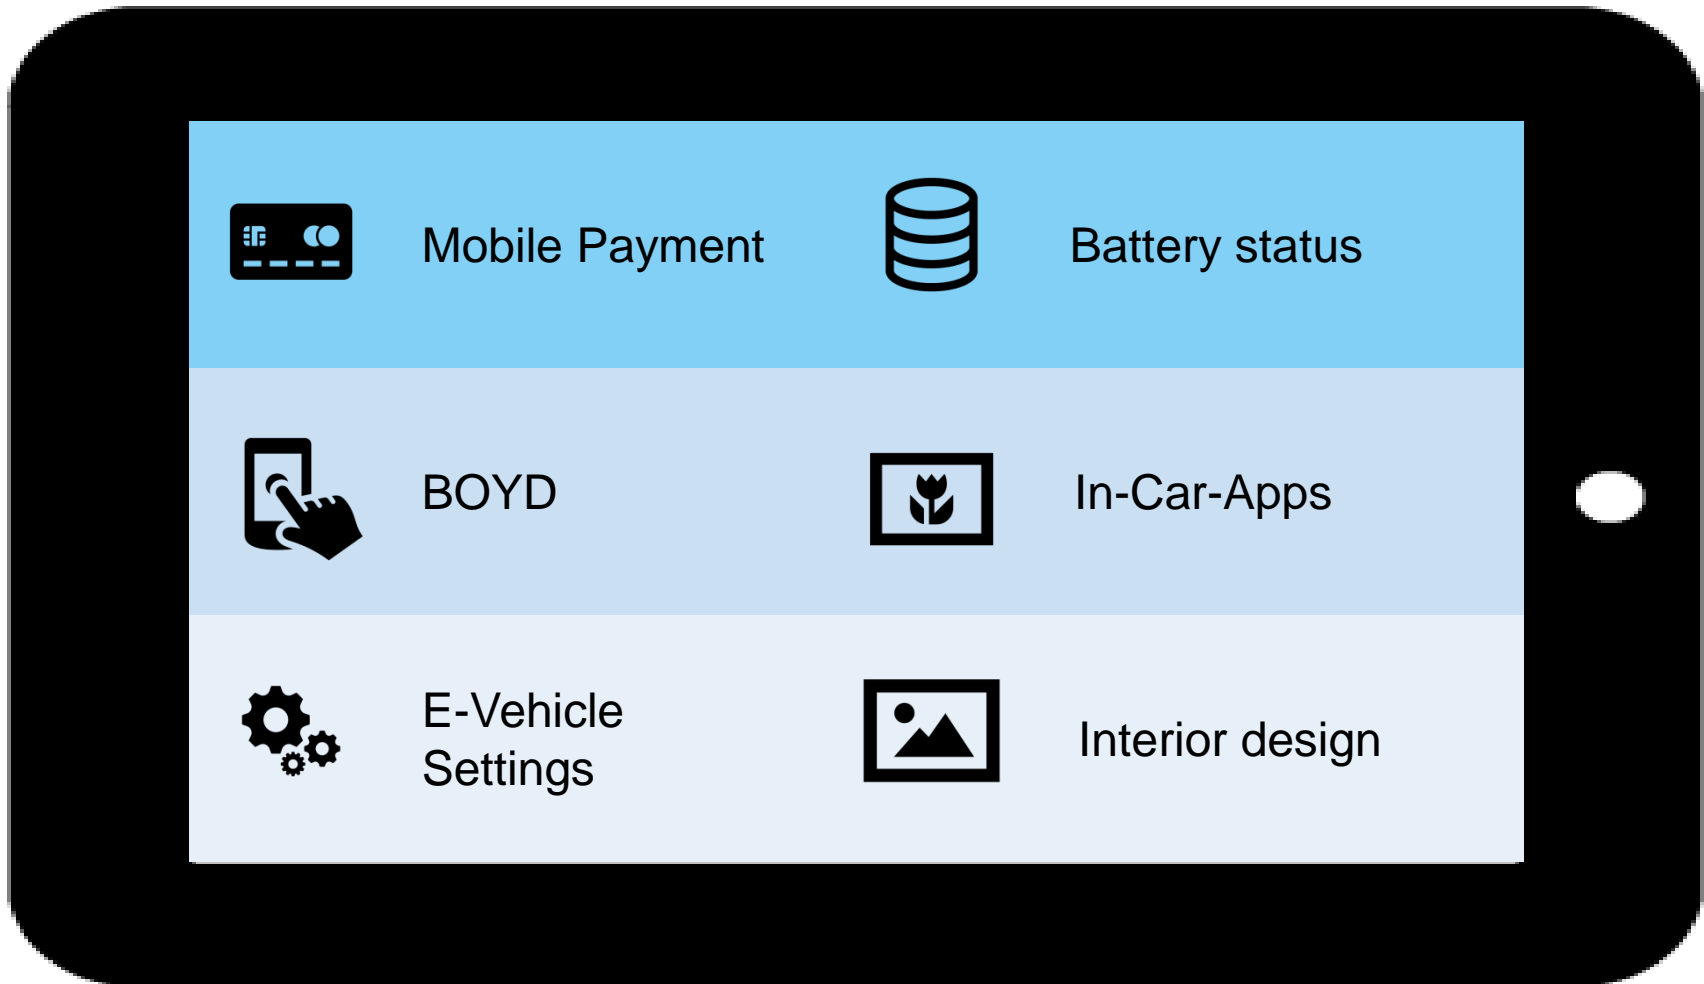 Mobile Payment
Battery status
BOYD
In-Car-Apps
E-Vehicle
Settings
Interior design